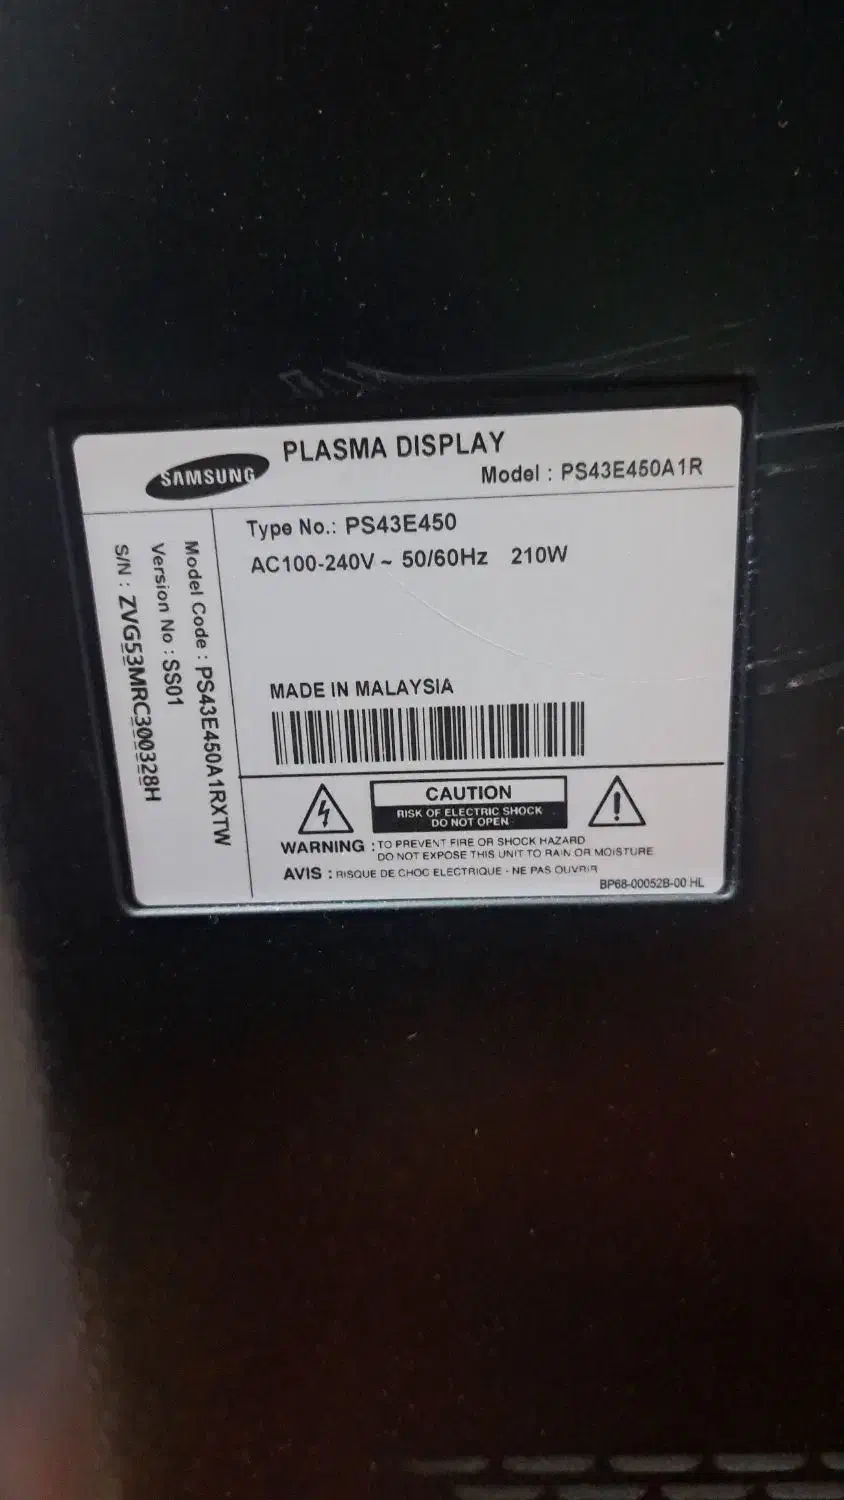 SAMSUNG
PLASMA DISPLAY
Model : PS43E450A1R
Type No.: PS43E450
AC100-240V ~ 50/60Hz 210W
MADE IN MALAYSIA
Model Code : PS43E450A1RXTW
Version No : SS01
S/N : ZVG53MRC300328H
CAUTION
RISK OF ELECTRIC SHOCK
DO NOT OPEN
WARNING : TO PREVENT FIRE OR SHOCK HAZARD
DO NOT EXPOSE THIS UNIT TO RAIN OR MOISTURE
AVIS : RISQUE DE CHOC ELECTRIQUE - NE PAS OUVRIR
BP68-00052B-00 HL